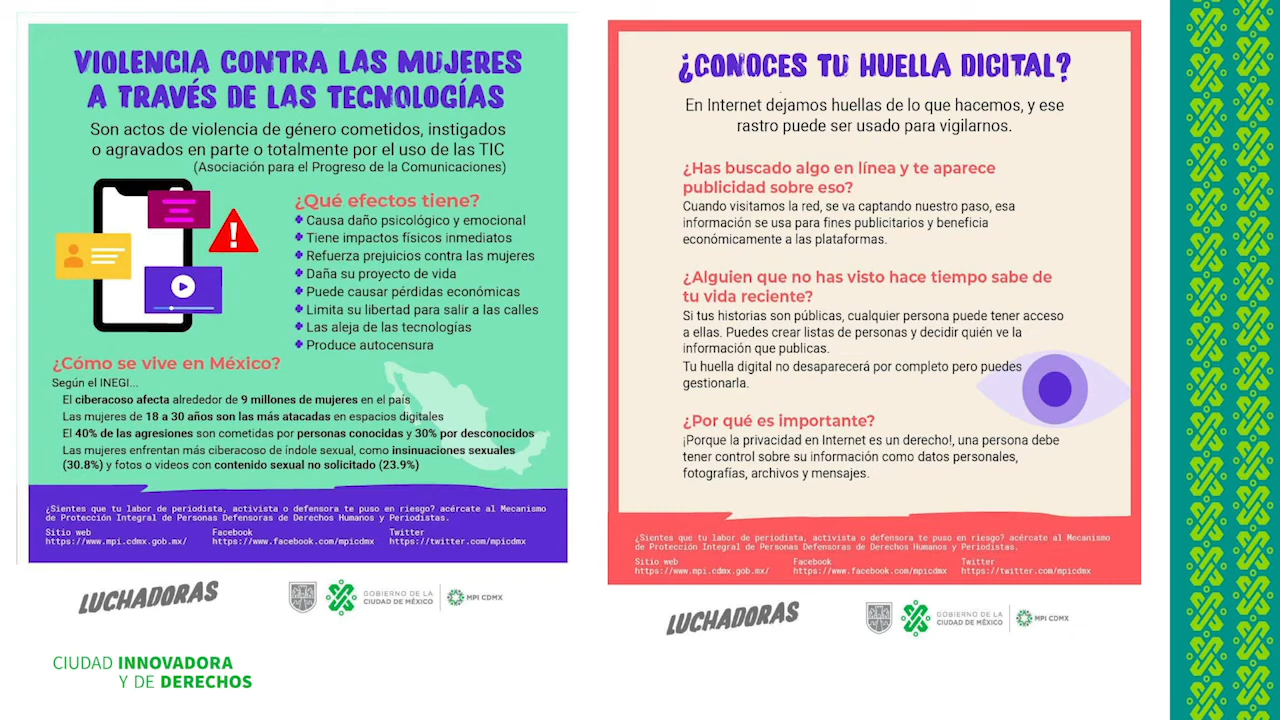 VIOLENCIA CONTRA LAS MUJERES
A TRAVÉS DE LAS TECNOLOGÍAS
Son actos de violencia de género cometidos, instigados
o agravados en parte o totalmente por el uso de las TIC
(Asociación para el Progreso de la Comunicaciones)
¿Qué efectos tiene?
Causa daño psicológico y emocional
Tiene impactos físicos inmediatos
Refuerza prejuicios contra las mujeres
Daña su proyecto de vida
Puede causar pérdidas económicas
Limita su libertad para salir a las calles
Las aleja de las tecnologías
Produce autocensura
¿Cómo se vive en México?
Según el INEGI...
El ciberacoso afecta alrededor de 9 millones de mujeres en el país
Las mujeres de 18 a 30 años son las más atacadas en espacios digitales
El 40% de las agresiones son cometidas por personas conocidas y 30% por desconocidos
Las mujeres enfrentan más ciberacoso de índole sexual, como insinuaciones sexuales
(30.8%) y fotos o videos con contenido sexual no solicitado (23.9%)
¿Sientes que tu labor de periodista, activista o defensora te puso en riesgo? acércate al Mecanismo
de Protección Integral de Personas Defensoras de Derechos Humanos y Periodistas.
Sitio web Facebook Twitter
https://www.mpi.cdmx.gob.mx/ https://www.facebook.com/mpicdmx https://twitter.com/mpicdmx
LUCHADORAS
GOBIERNO DE LA
CIUDAD DE MÉXICO
MPI CDMX
¿CONOCES TU HUELLA DIGITAL?
En Internet dejamos huellas de lo que hacemos, y ese
rastro puede ser usado para vigilarnos.
¿Has buscado algo en línea y te aparece
publicidad sobre eso?
Cuando visitamos la red, se va captando nuestro paso, esa
información se usa para fines publicitarios y beneficia
económicamente a las plataformas.
¿Alguien que no has visto hace tiempo sabe de
tu vida reciente?
Si tus historias son públicas, cualquier persona puede tener acceso
a ellas. Puedes crear listas de personas y decidir quién ve la
información que publicas.
Tu huella digital no desaparecerá por completo pero puedes
gestionarla.
¿Por qué es importante?
¡Porque la privacidad en Internet es un derecho!, una persona debe
tener control sobre su información como datos personales,
fotografías, archivos y mensajes.
¿Sientes que tu labor de periodista, activista o defensora te puso en riesgo? acércate al Mecanismo
de Protección Integral de Personas Defensoras de Derechos Humanos y Periodistas.
Sitio web Facebook Twitter
https://www.mpi.cdmx.gob.mx/ https://www.facebook.com/mpicdmx https://twitter.com/mpicdmx
LUCHADORAS
GOBIERNO DE LA
CIUDAD DE MÉXICO
MPI CDMX
CIUDAD INNOVADORA
Y DE DERECHOS